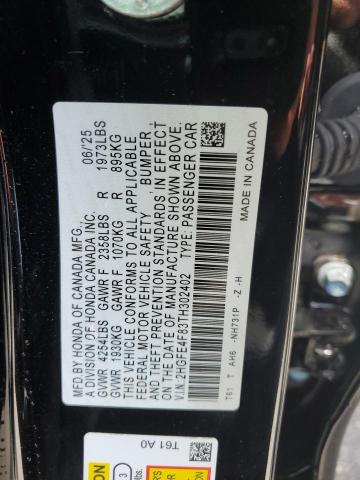 MFD BY HONDA OF CANADA MFG., 06/25
A DIVISION OF HONDA CANADA INC.
GVWR 4254LBS GAWR F 2358LBS R 1973LBS
GVWR 1930KG GAWR F 1070KG R 895KG
THIS VEHICLE CONFORMS TO ALL APPLICABLE
FEDERAL MOTOR VEHICLE SAFETY, BUMPER,
AND THEFT PREVENTION STANDARDS IN EFFECT
ON THE DATE OF MANUFACTURE SHOWN ABOVE.
V.I.N:2HGFE4F837H302402 TYPE: PASSENGER CAR
MADE IN CANADA
T61 T AH6 -NH731P -Z -H
T61 A0